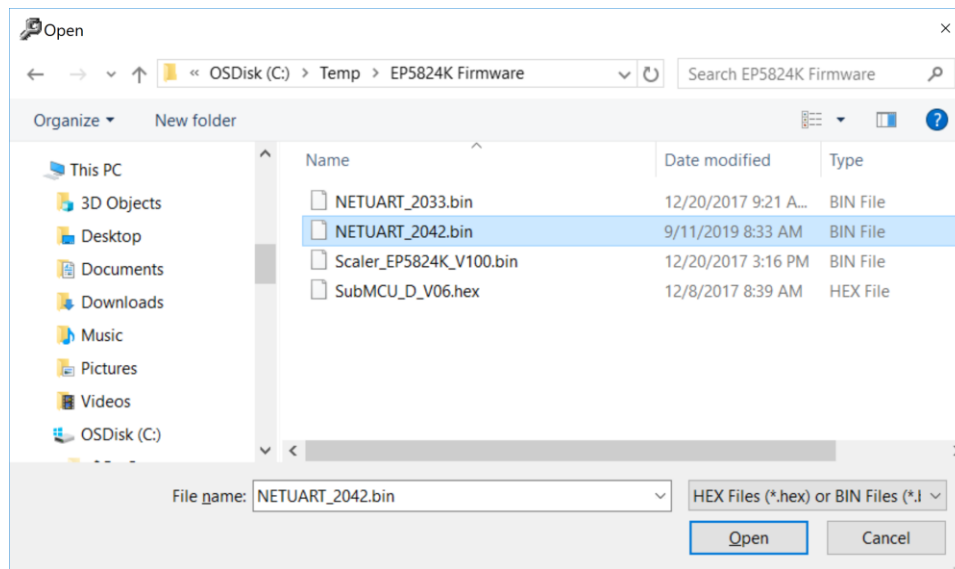 Open
« OSDisk (C:) > Temp > EP5824K Firmware
Search EP5824K Firmware
Organize
New folder
Name Date modified Type
This PC
3D Objects
Desktop
Documents
Downloads
Music
Pictures
Videos
OSDisk (C:)
NETUART_2033.bin 12/20/2017 9:21 A... BIN File
NETUART_2042.bin 9/11/2019 8:33 AM BIN File
Scaler_EP5824K_V100.bin 12/20/2017 3:16 PM BIN File
SubMCU_D_V06.hex 12/8/2017 8:39 AM HEX File
File name: NETUART_2042.bin
HEX Files (*.hex) or BIN Files (*.
Open Cancel